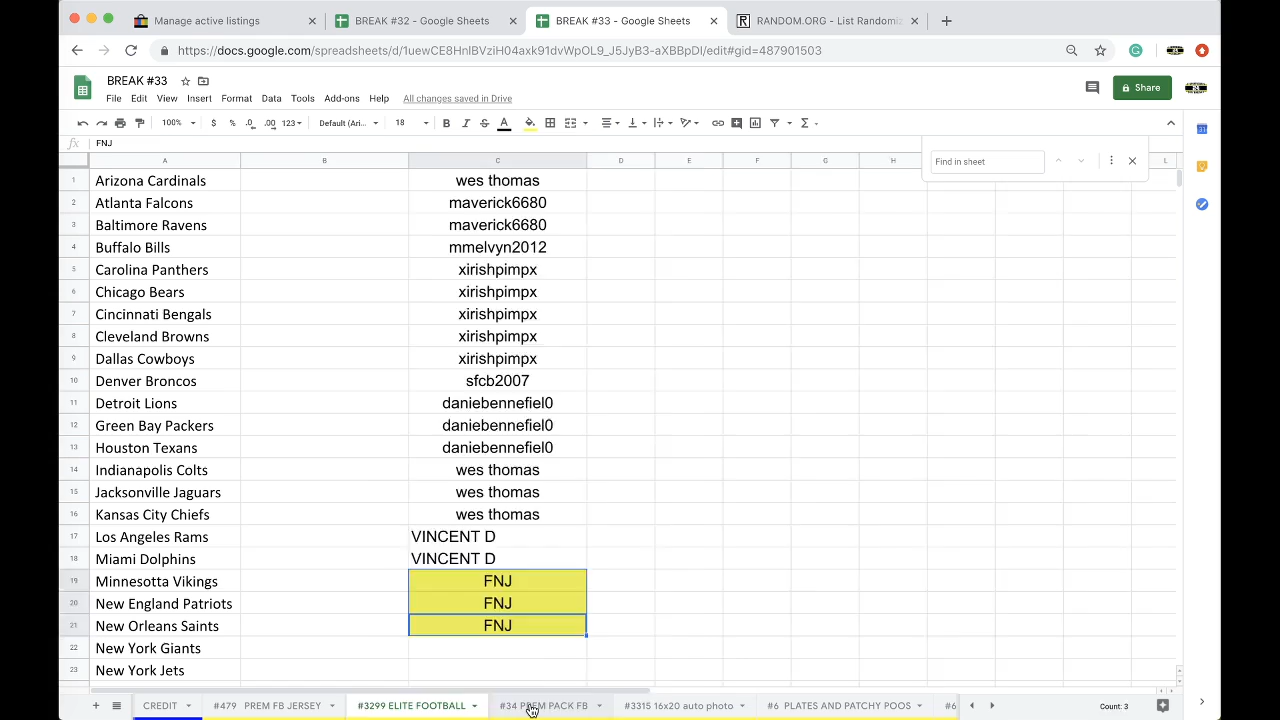 Manage active listings
BREAK #32 - Google Sheets
BREAK #33 - Google Sheets
RANDOM.ORG - List Randomiz
https://docs.google.com/spreadsheets/d/1uewCE8HnlBVziH04axk91dvWpOL9_J5JyB3-aXBBpDI/edit#gid=487901503
BREAK #33
File Edit View Insert Format Data Tools Add-ons Help All changes saved in Drive
Share
100% $ % .0 .00 123 Default (Ari... 18 B I S A
fx FNJ
Find in sheet
A B C D E F G H L
1 Arizona Cardinals wes thomas
2 Atlanta Falcons maverick6680
3 Baltimore Ravens maverick6680
4 Buffalo Bills mmelvyn2012
5 Carolina Panthers xirishpimpx
6 Chicago Bears xirishpimpx
7 Cincinnati Bengals xirishpimpx
8 Cleveland Browns xirishpimpx
9 Dallas Cowboys xirishpimpx
10 Denver Broncos sfcb2007
11 Detroit Lions daniebennefiel0
12 Green Bay Packers daniebennefiel0
13 Houston Texans daniebennefiel0
14 Indianapolis Colts wes thomas
15 Jacksonville Jaguars wes thomas
16 Kansas City Chiefs wes thomas
17 Los Angeles Rams VINCENT D
18 Miami Dolphins VINCENT D
19 Minnesotta Vikings FNJ
20 New England Patriots FNJ
21 New Orleans Saints FNJ
22 New York Giants
23 New York Jets
CREDIT #479 PREM FB JERSEY #3299 ELITE FOOTBALL #34 PREM PACK FB #3315 16x20 auto photo #6 PLATES AND PATCHY POOS #6 Count: 3